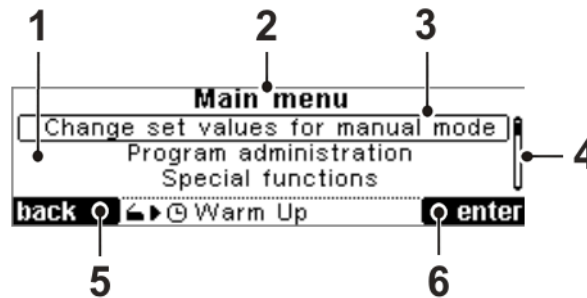 1 2 3
Main menu
Change set values for manual mode
Program administration
4
Special functions
back Warm Up enter
5 6